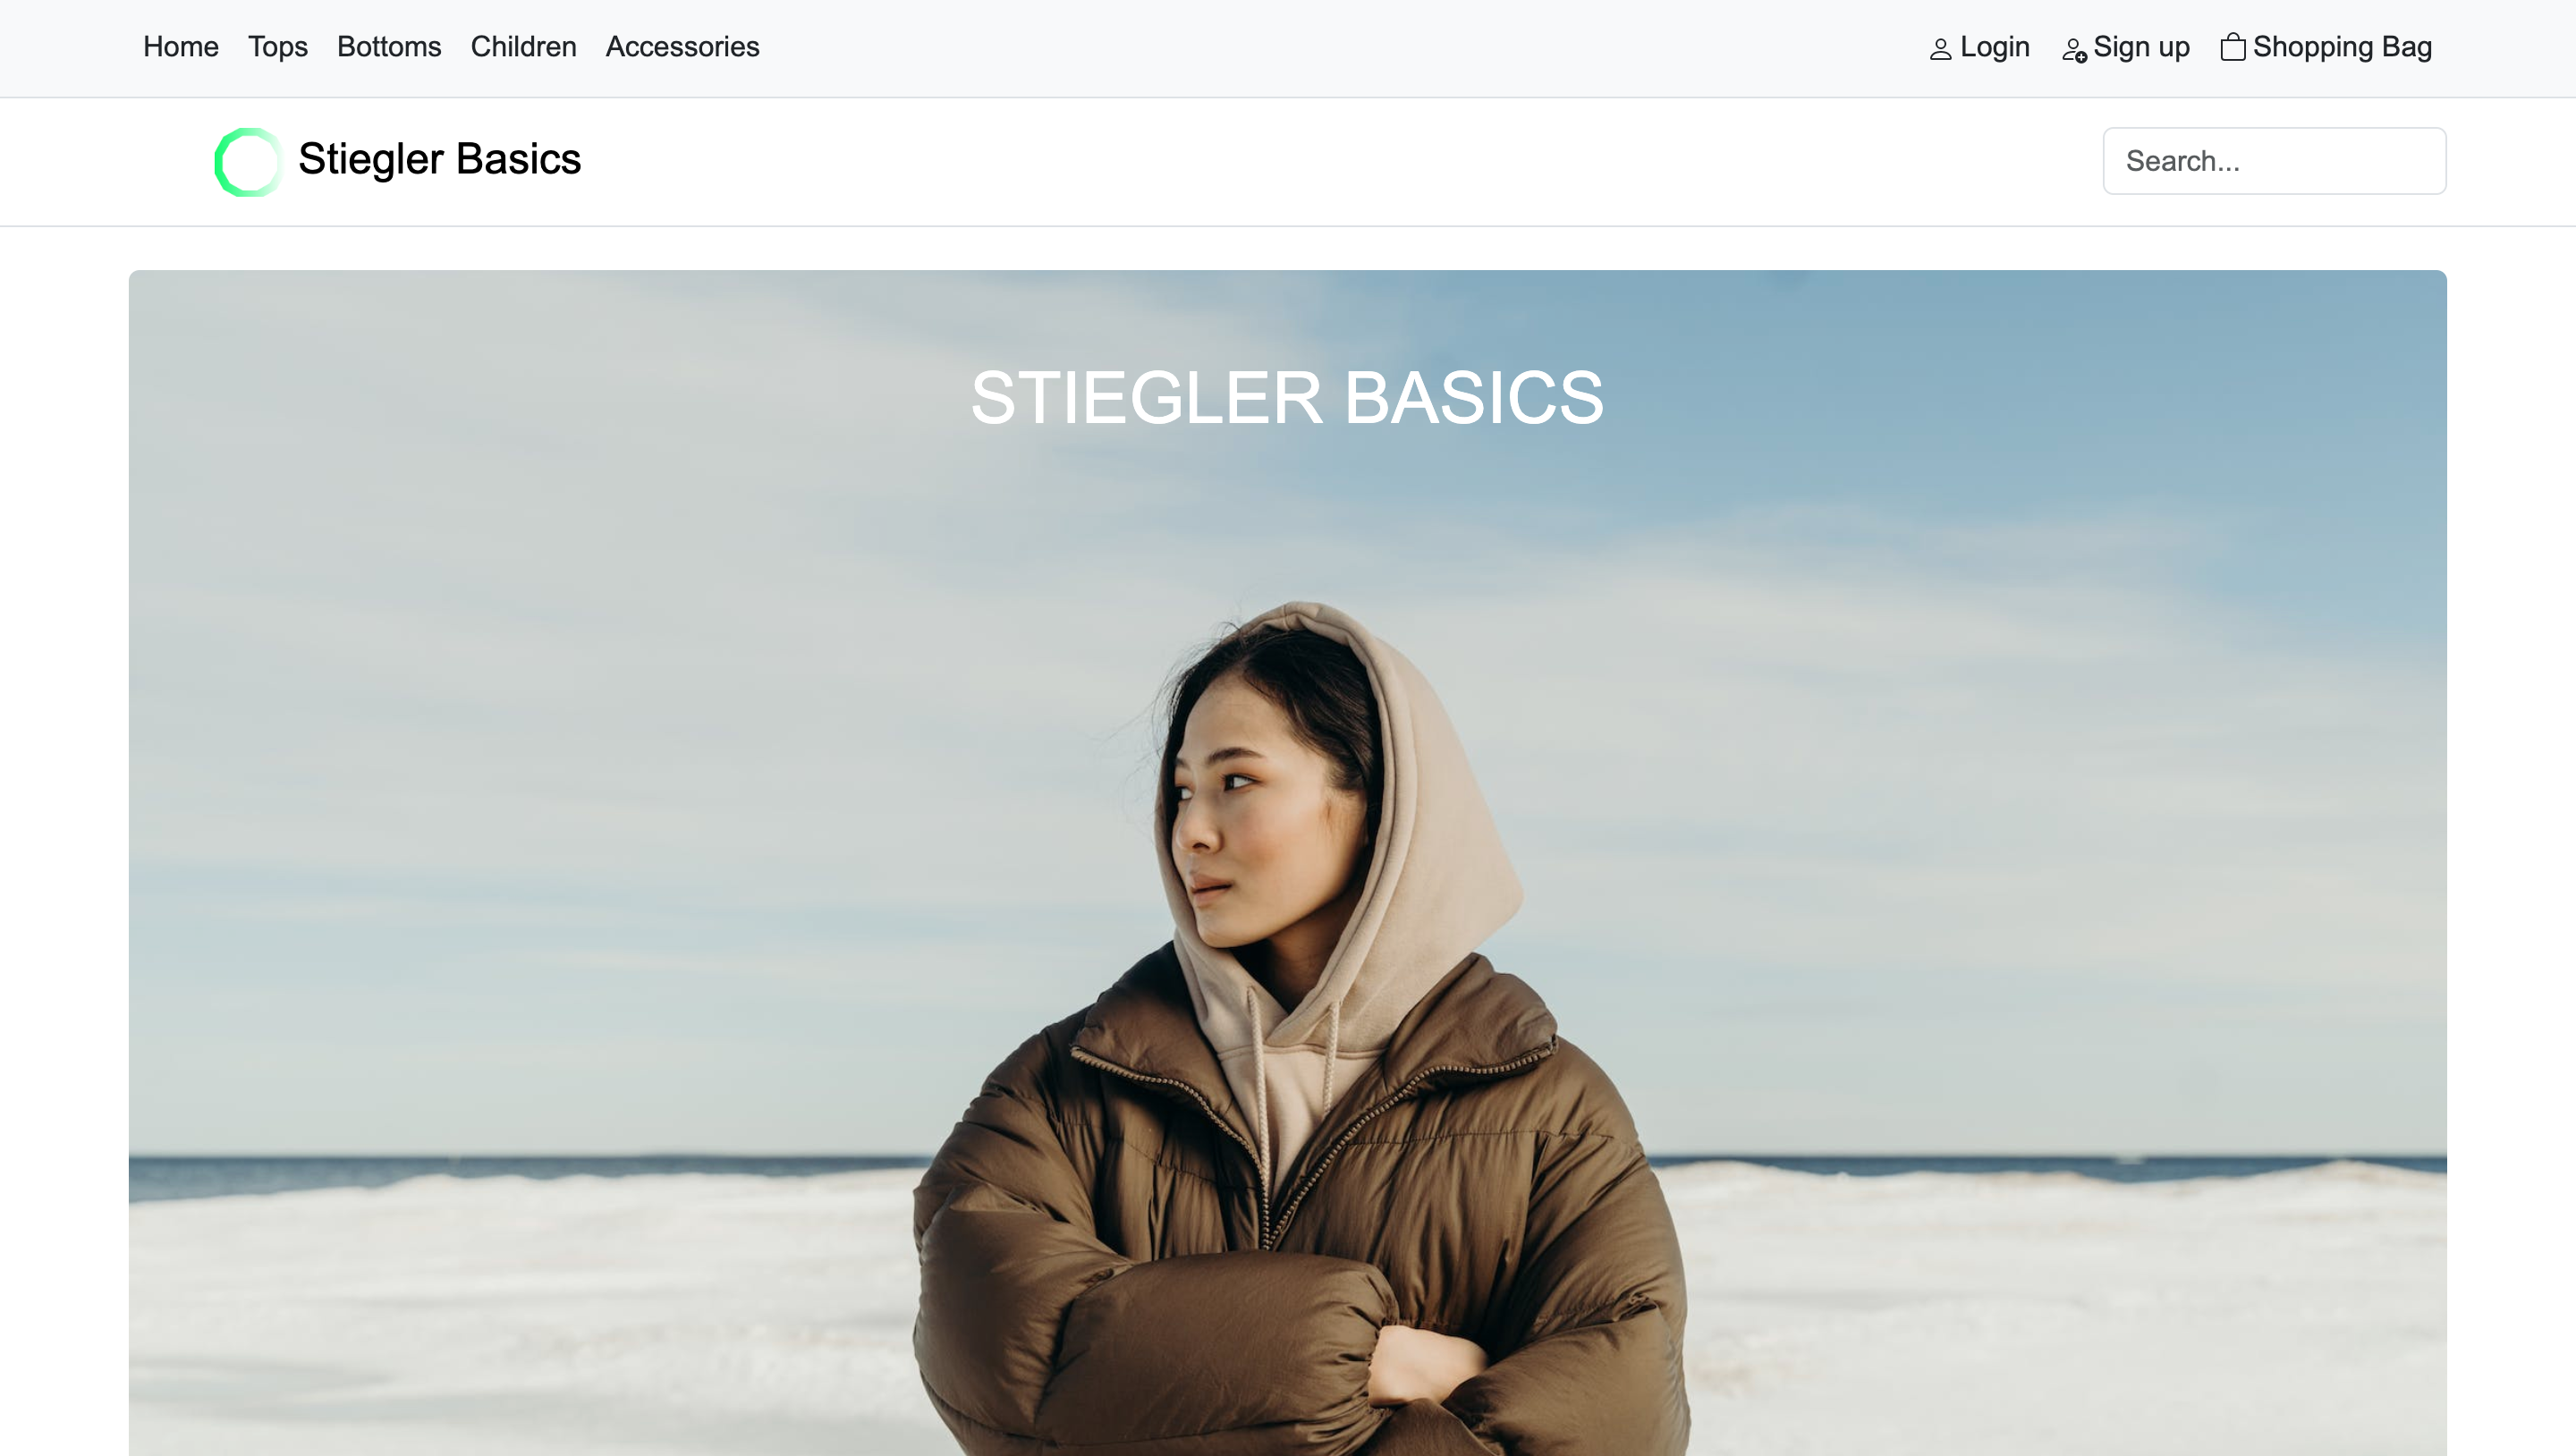 Home Tops Bottoms Children Accessories Login Sign up Shopping Bag
Stiegler Basics Search...
STIEGLER BASICS